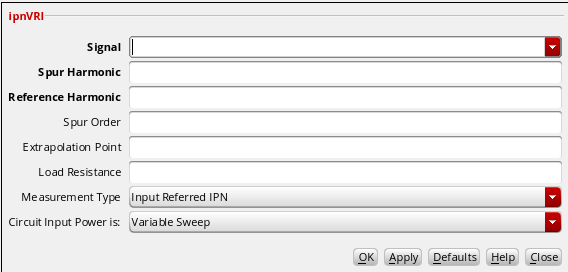 ipnVRI
Signal
Spur Harmonic
Reference Harmonic
Spur Order
Extrapolation Point
Load Resistance
Measurement Type Input Referred IPN
Circuit Input Power is: Variable Sweep
OK Apply Defaults Help Close